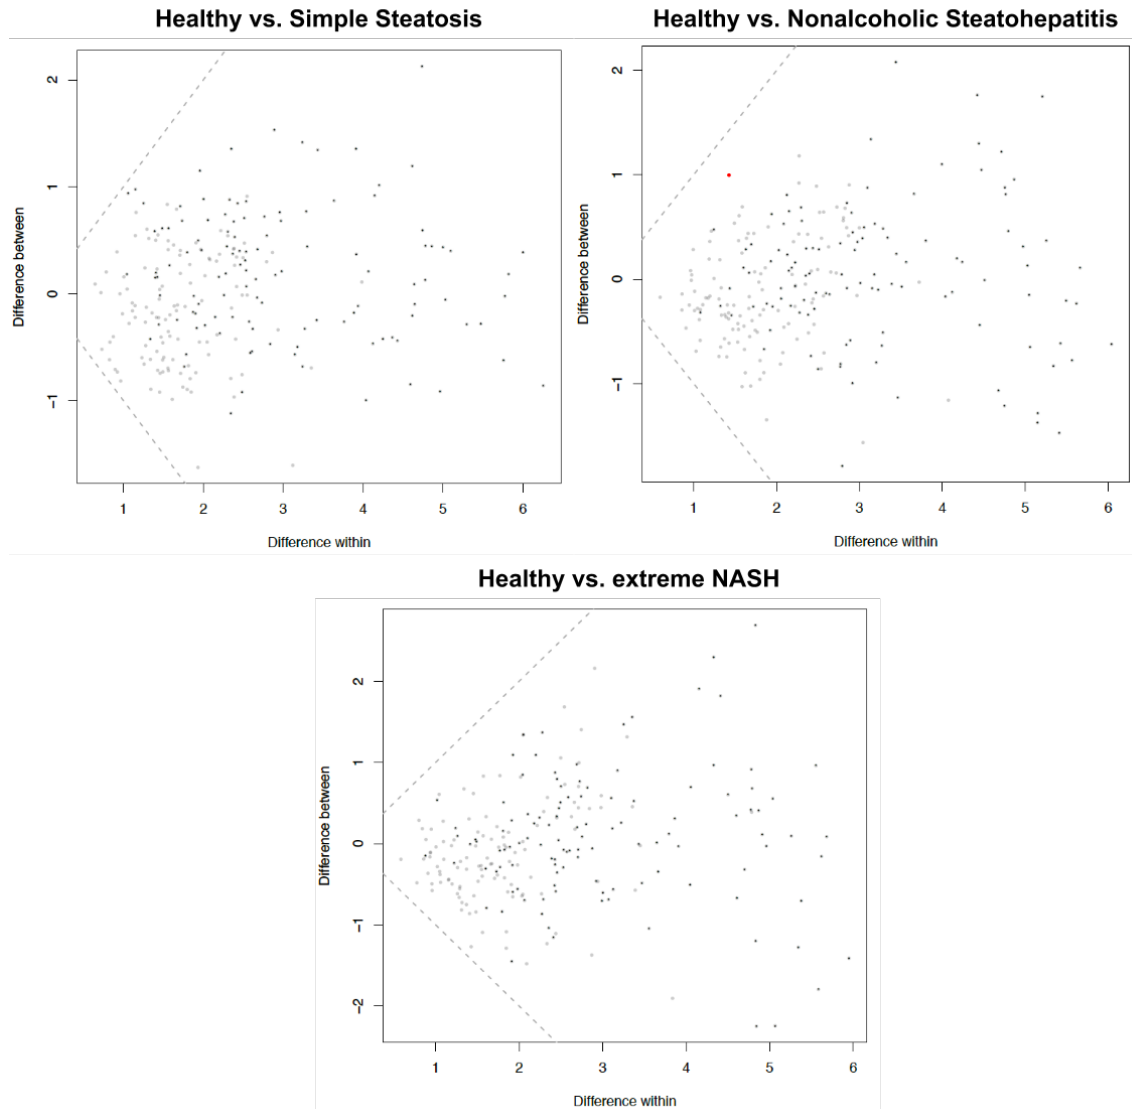 Healthy vs. Simple Steatosis
Difference between
2
1
0
−1
1 2 3 4 5 6
Difference within
Healthy vs. Nonalcoholic Steatohepatitis
Difference between
2
1
0
−1
1 2 3 4 5 6
Difference within
Healthy vs. extreme NASH
Difference between
2
1
0
−1
−2
1 2 3 4 5 6
Difference within